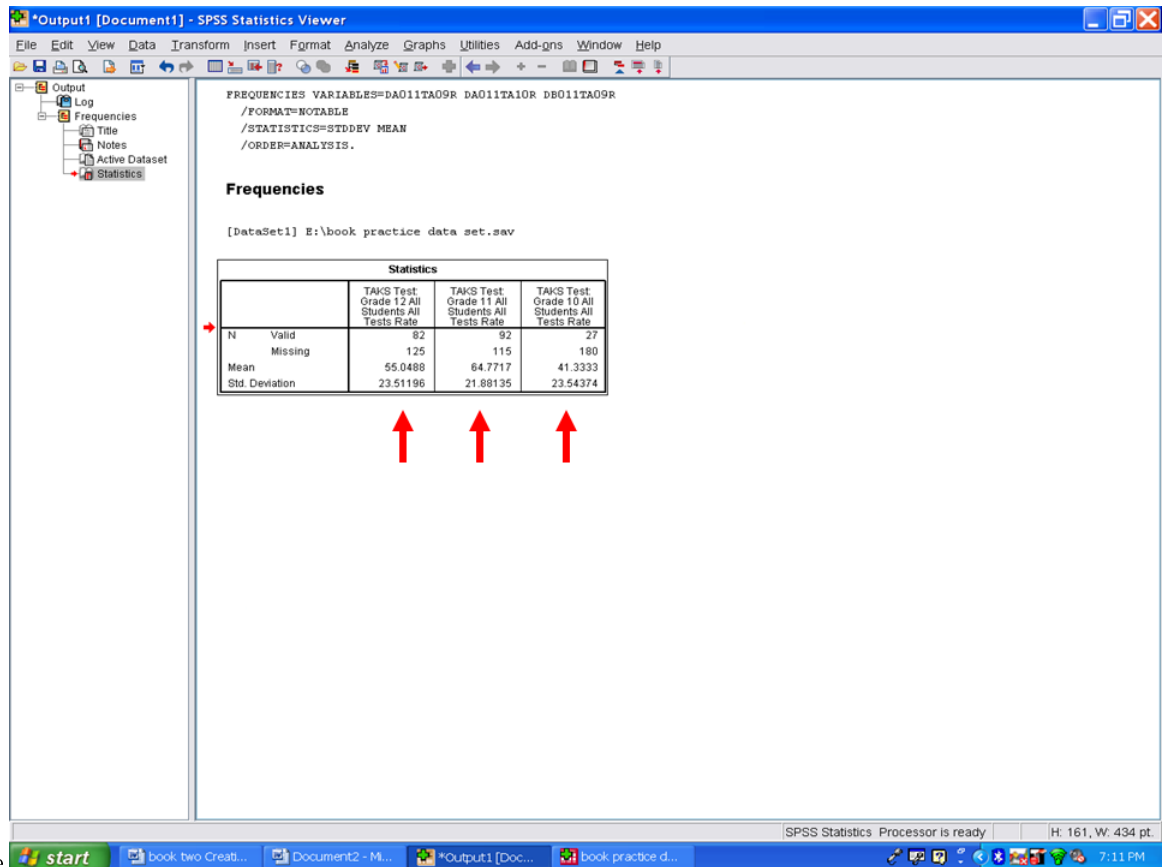 *Output1 [Document1] - SPSS Statistics Viewer
File Edit View Data Transform Insert Format Analyze Graphs Utilities Add-ons Window Help
Output
Log
Frequencies
Title
Notes
Active Dataset
Statistics
FREQUENCIES VARIABLES=DA011TA09R DA011TA10R DB011TA09R
/FORMAT=NOTABLE
/STATISTICS=STDDEV MEAN
/ORDER=ANALYSIS.
Frequencies
[DataSet1] E:\book practice data set.sav
Statistics
TAKS Test: Grade 12 All Students All Tests Rate
TAKS Test: Grade 11 All Students All Tests Rate
TAKS Test: Grade 10 All Students All Tests Rate
N Valid 82 92 27
Missing 125 115 180
Mean 55.0488 64.7717 41.3333
Std. Deviation 23.51196 21.88135 23.54374
SPSS Statistics Processor is ready H: 161, W: 434 pt.
start book two Creati... Document2 - Mi... *Output1 [Doc... book practice d... 7:11 PM